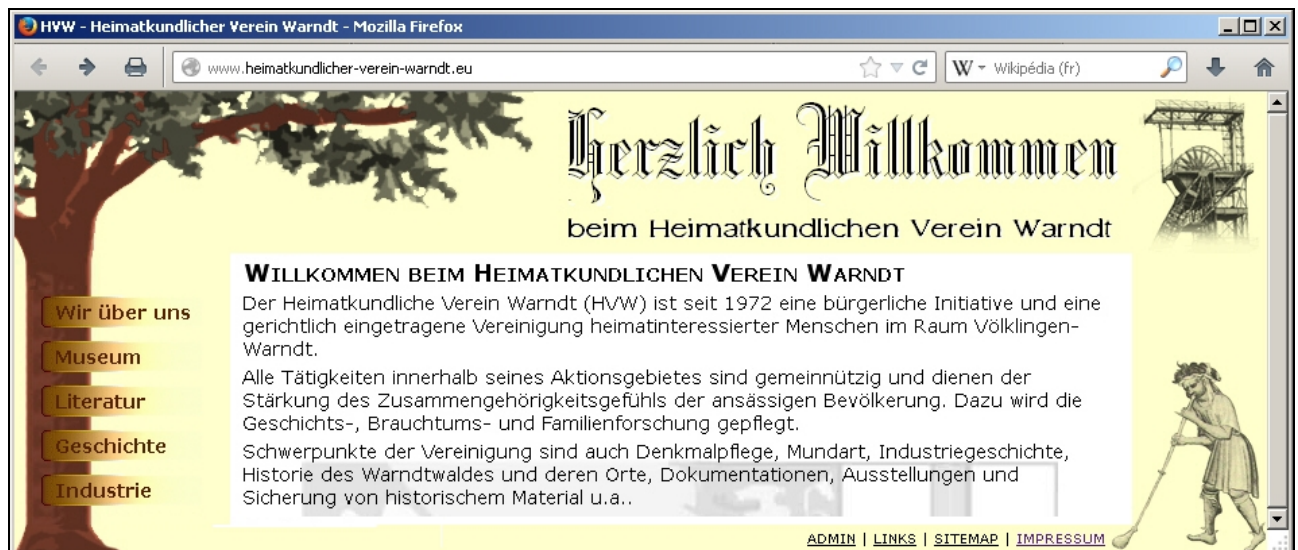 HVW - Heimatkundlicher Verein Warndt - Mozilla Firefox
www.heimatkundlicher-verein-warndt.eu
W Wikipédia (fr)
Herzlich Willkommen
beim Heimatkundlichen Verein Warndt
WILLKOMMEN BEIM HEIMATKUNDLICHEN VEREIN WARNDT
Der Heimatkundliche Verein Warndt (HVW) ist seit 1972 eine bürgerliche Initiative und eine
gerichtlich eingetragene Vereinigung heimatinteressierter Menschen im Raum Völklingen-
Warndt.
Alle Tätigkeiten innerhalb seines Aktionsgebietes sind gemeinnützig und dienen der
Stärkung des Zusammengehörigkeitsgefühls der ansässigen Bevölkerung. Dazu wird die
Geschichts-, Brauchtums- und Familienforschung gepflegt.
Schwerpunkte der Vereinigung sind auch Denkmalpflege, Mundart, Industriegeschichte,
Historie des Warndtwaldes und deren Orte, Dokumentationen, Ausstellungen und
Sicherung von historischem Material u.a..
Wir über uns
Museum
Literatur
Geschichte
Industrie
ADMIN | LINKS | SITEMAP | IMPRESSUM